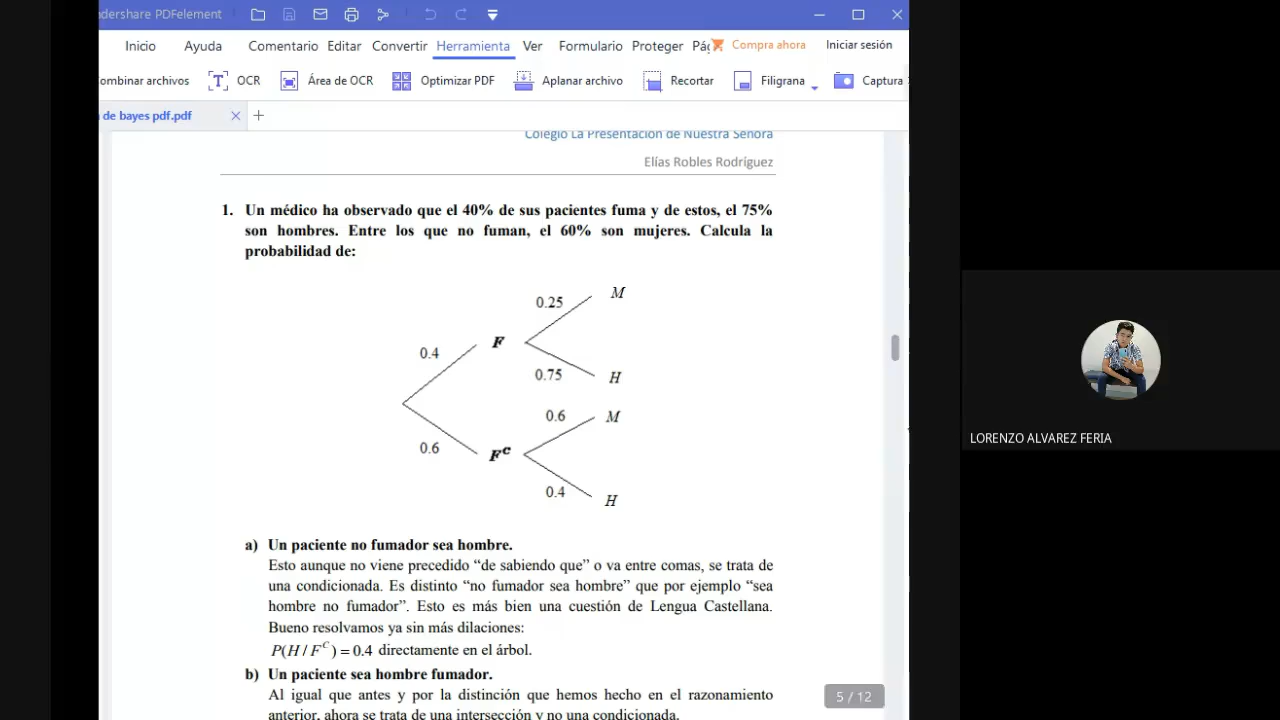 ndershare PDFelement
Inicio Ayuda Comentario Editar Convertir Herramienta Ver Formulario Proteger Compra ahora Iniciar sesión
ombinar archivos OCR Área de OCR Optimizar PDF Aplanar archivo Recortar Filigrana Captura
de bayes pdf.pdf
Colegio La Presentación de Nuestra Señora
Elías Robles Rodríguez
1. Un médico ha observado que el 40% de sus pacientes fuma y de estos, el 75%
son hombres. Entre los que no fuman, el 60% son mujeres. Calcula la
probabilidad de:
M
0.25
F
0.4
0.75
H
0.6
M
0.6
Fᶜ
0.4
H
a) Un paciente no fumador sea hombre.
Esto aunque no viene precedido “de sabiendo que” o va entre comas, se trata de
una condicionada. Es distinto “no fumador sea hombre” que por ejemplo “sea
hombre no fumador”. Esto es más bien una cuestión de Lengua Castellana.
Bueno resolvamos ya sin más dilaciones:
P(H / Fᶜ) = 0.4 directamente en el árbol.
b) Un paciente sea hombre fumador.
Al igual que antes y por la distinción que hemos hecho en el razonamiento
anterior, ahora se trata de una intersección y no una condicionada.
5 / 12
LORENZO ALVAREZ FERIA